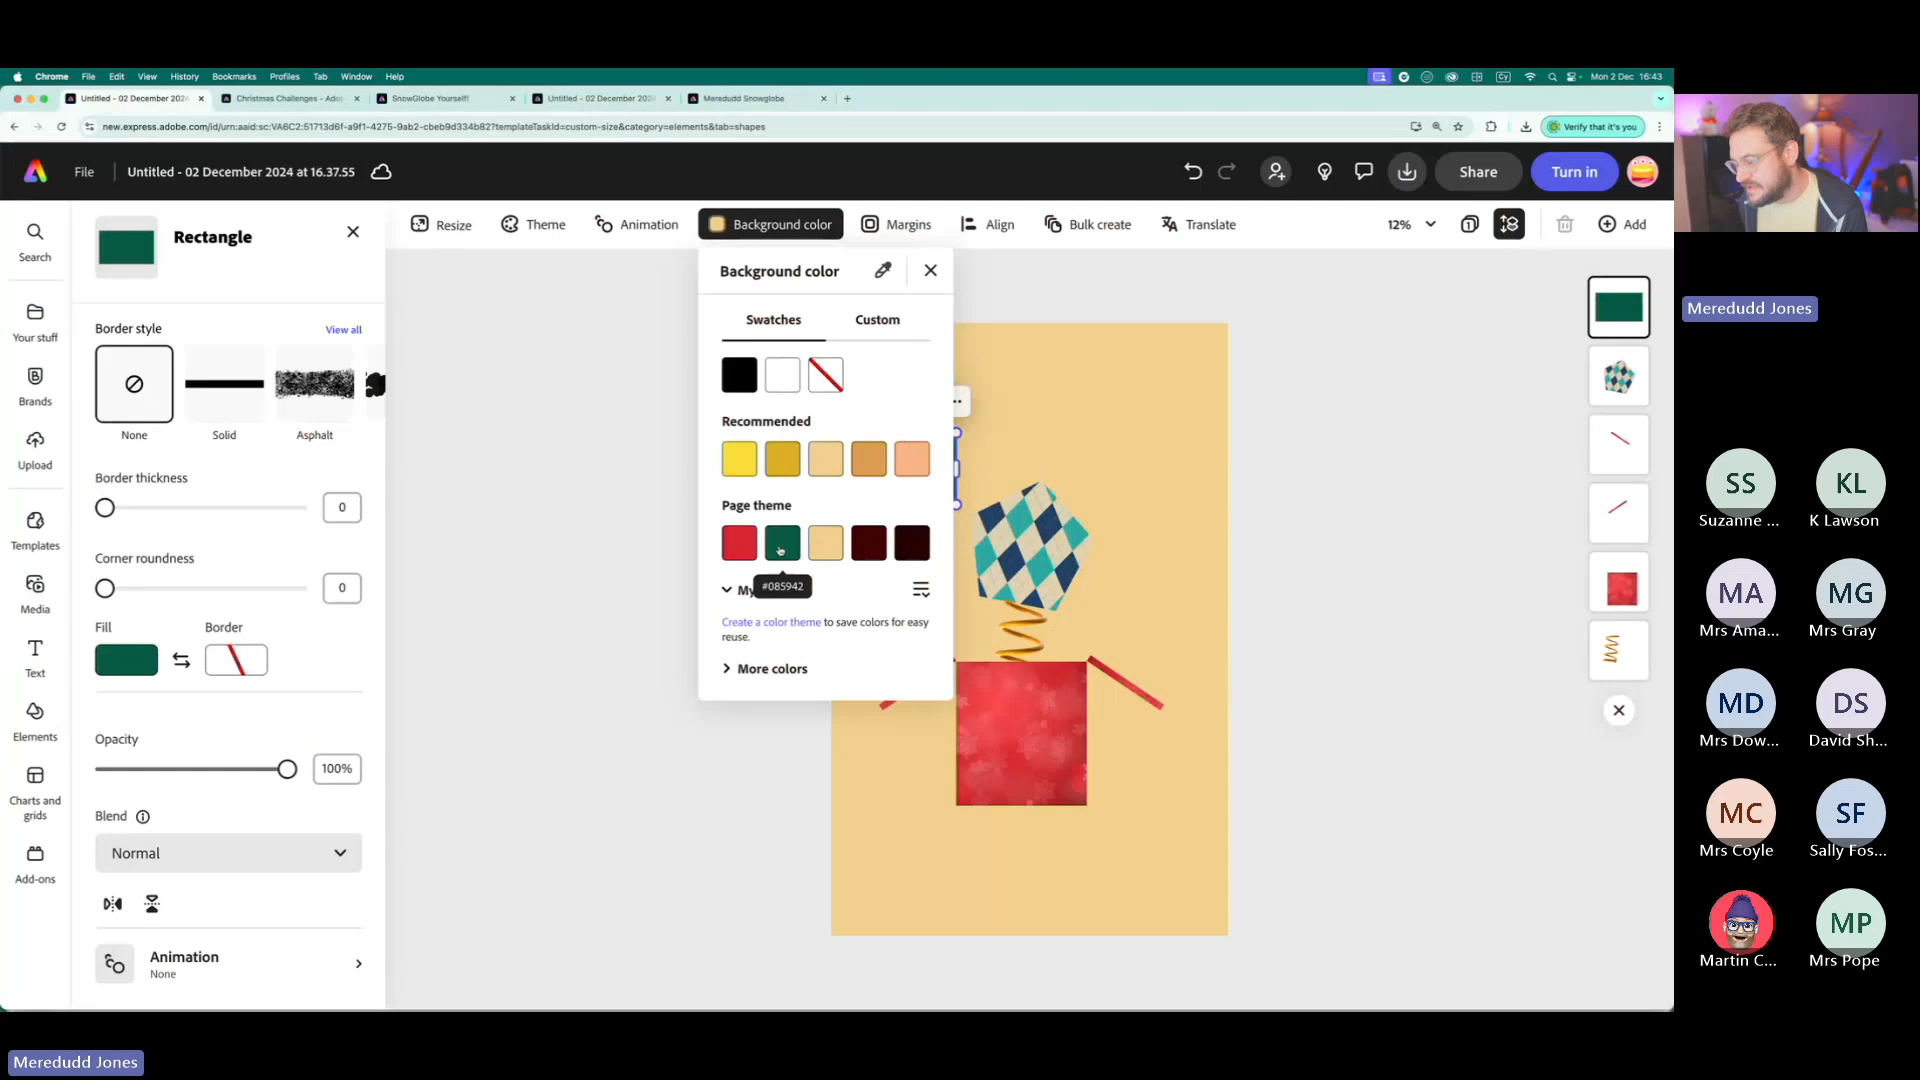 Chrome File Edit View History Bookmarks Profiles Tab Window Help
Cy Mon 2 Dec 16:43
Untitled - 02 December 202 Christmas Challenges - Ado SnowGlobe Yourself! Untitled - 02 December 202 Meredudd Snowglobe
new.express.adobe.com/id/urn:aaid:sc:VA6C2:51713d6f-a9f1-4275-9ab2-cbeb9d334b82?templateTaskId=custom-size&category=elements&tab=shapes
Verify that it's you
File Untitled - 02 December 2024 at 16.37.55
Share
Turn in
Search
Your stuff
Brands
Upload
Templates
Media
Text
Elements
Charts and
grids
Add-ons
Rectangle
Border style
View all
None
Solid
Asphalt
Border thickness
0
Corner roundness
0
Fill
Border
Opacity
100%
Blend
Normal
Animation
None
Resize
Theme
Animation
Background color
Margins
Align
Bulk create
Translate
12%
1
Add
Background color
Swatches
Custom
Recommended
Page theme
#085942
My
Create a color theme to save colors for easy
reuse.
More colors
Meredudd Jones
SS
Suzanne ...
KL
K Lawson
MA
Mrs Ama...
MG
Mrs Gray
MD
Mrs Dow...
DS
David Sh...
MC
Mrs Coyle
SF
Sally Fos...
Martin C...
MP
Mrs Pope
Meredudd Jones